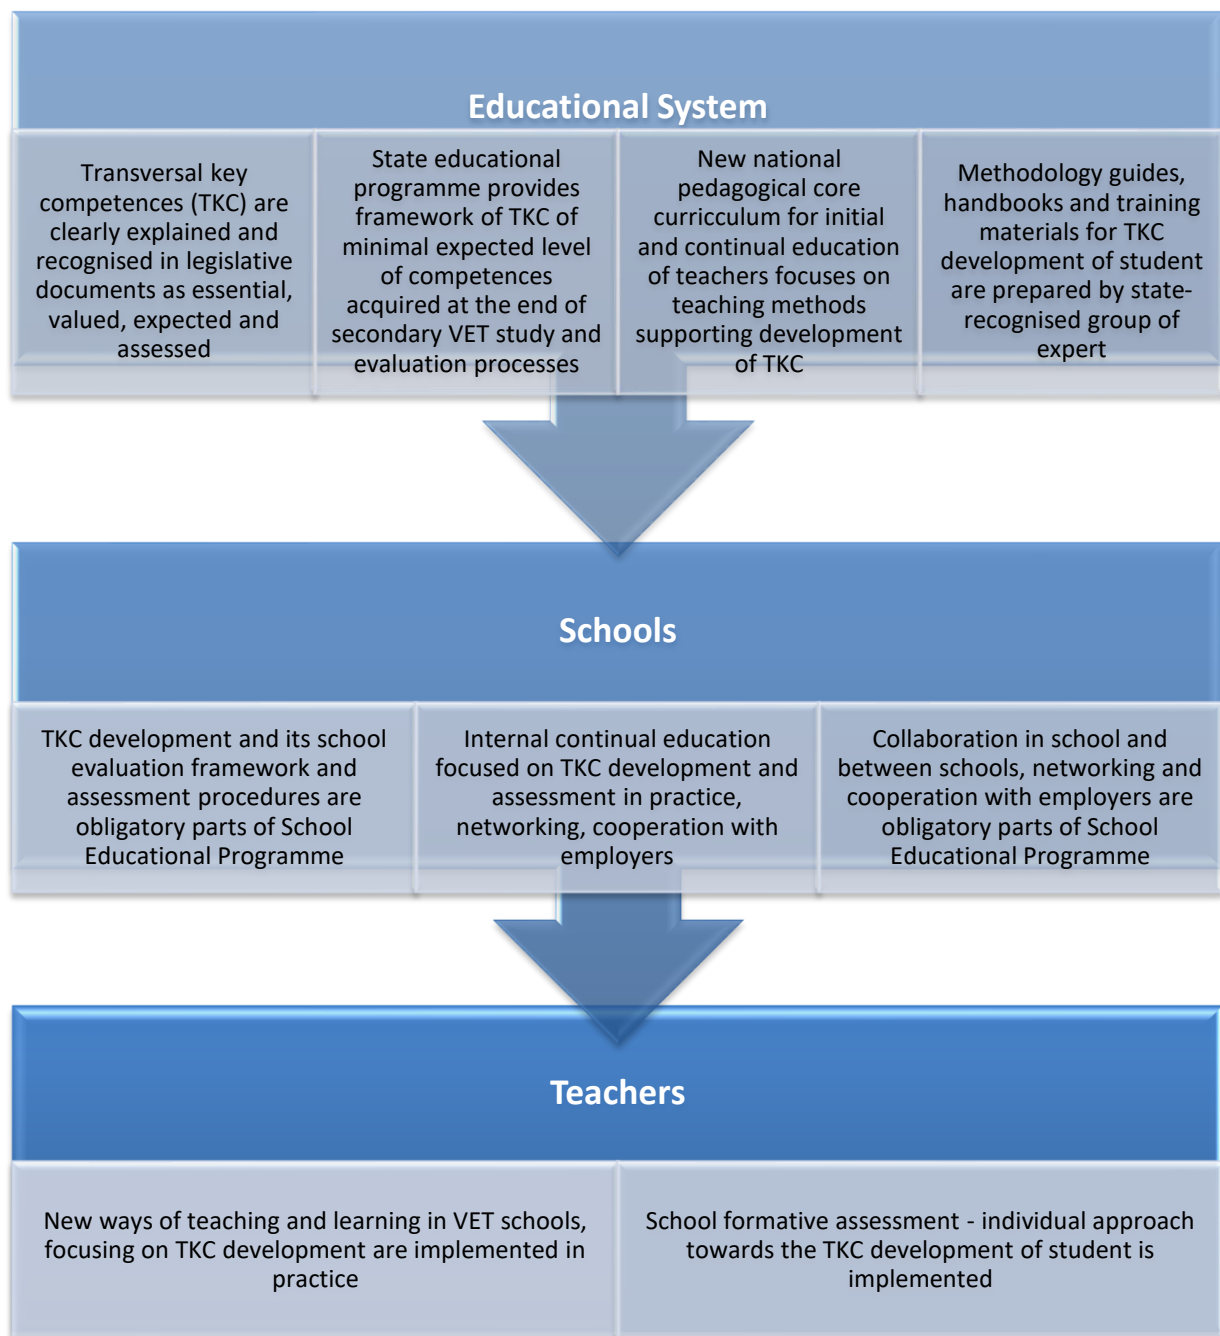 Educational System
Transversal key
competences (TKC) are
clearly explained and
recognised in legislative
documents as essential,
valued, expected and
assessed
State educational
programme provides
framework of TKC of
minimal expected level
of competences
acquired at the end of
secondary VET study and
evaluation processes
New national
pedagogical core
curricculum for initial
and continual education
of teachers focuses on
teaching methods
supporting development
of TKC
Methodology guides,
handbooks and training
materials for TKC
development of student
are prepared by state-
recognised group of
expert
Schools
TKC development and its school
evaluation framework and
assessment procedures are
obligatory parts of School
Educational Programme
Internal continual education
focused on TKC development and
assessment in practice,
networking, cooperation with
employers
Collaboration in school and
between schools, networking and
cooperation with employers are
obligatory parts of School
Educational Programme
Teachers
New ways of teaching and learning in VET schools,
focusing on TKC development are implemented in
practice
School formative assessment - individual approach
towards the TKC development of student is
implemented